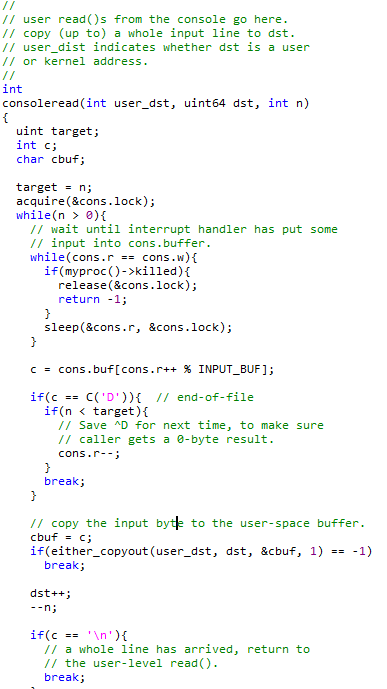 //
// user read()s from the console go here.
// copy (up to) a whole input line to dst.
// user_dist indicates whether dst is a user
// or kernel address.
//
int
consoleread(int user_dst, uint64 dst, int n)
{
  uint target;
  int c;
  char cbuf;

  target = n;
  acquire(&cons.lock);
  while(n > 0){
    // wait until interrupt handler has put some
    // input into cons.buffer.
    while(cons.r == cons.w){
      if(myproc()->killed){
        release(&cons.lock);
        return -1;
      }
      sleep(&cons.r, &cons.lock);
    }

    c = cons.buf[cons.r++ % INPUT_BUF];

    if(c == C('D')){  // end-of-file
      if(n < target){
        // Save ^D for next time, to make sure
        // caller gets a 0-byte result.
        cons.r--;
      }
      break;
    }

    // copy the input byte to the user-space buffer.
    cbuf = c;
    if(either_copyout(user_dst, dst, &cbuf, 1) == -1)
      break;

    dst++;
    --n;

    if(c == '\n'){
      // a whole line has arrived, return to
      // the user-level read().
      break;